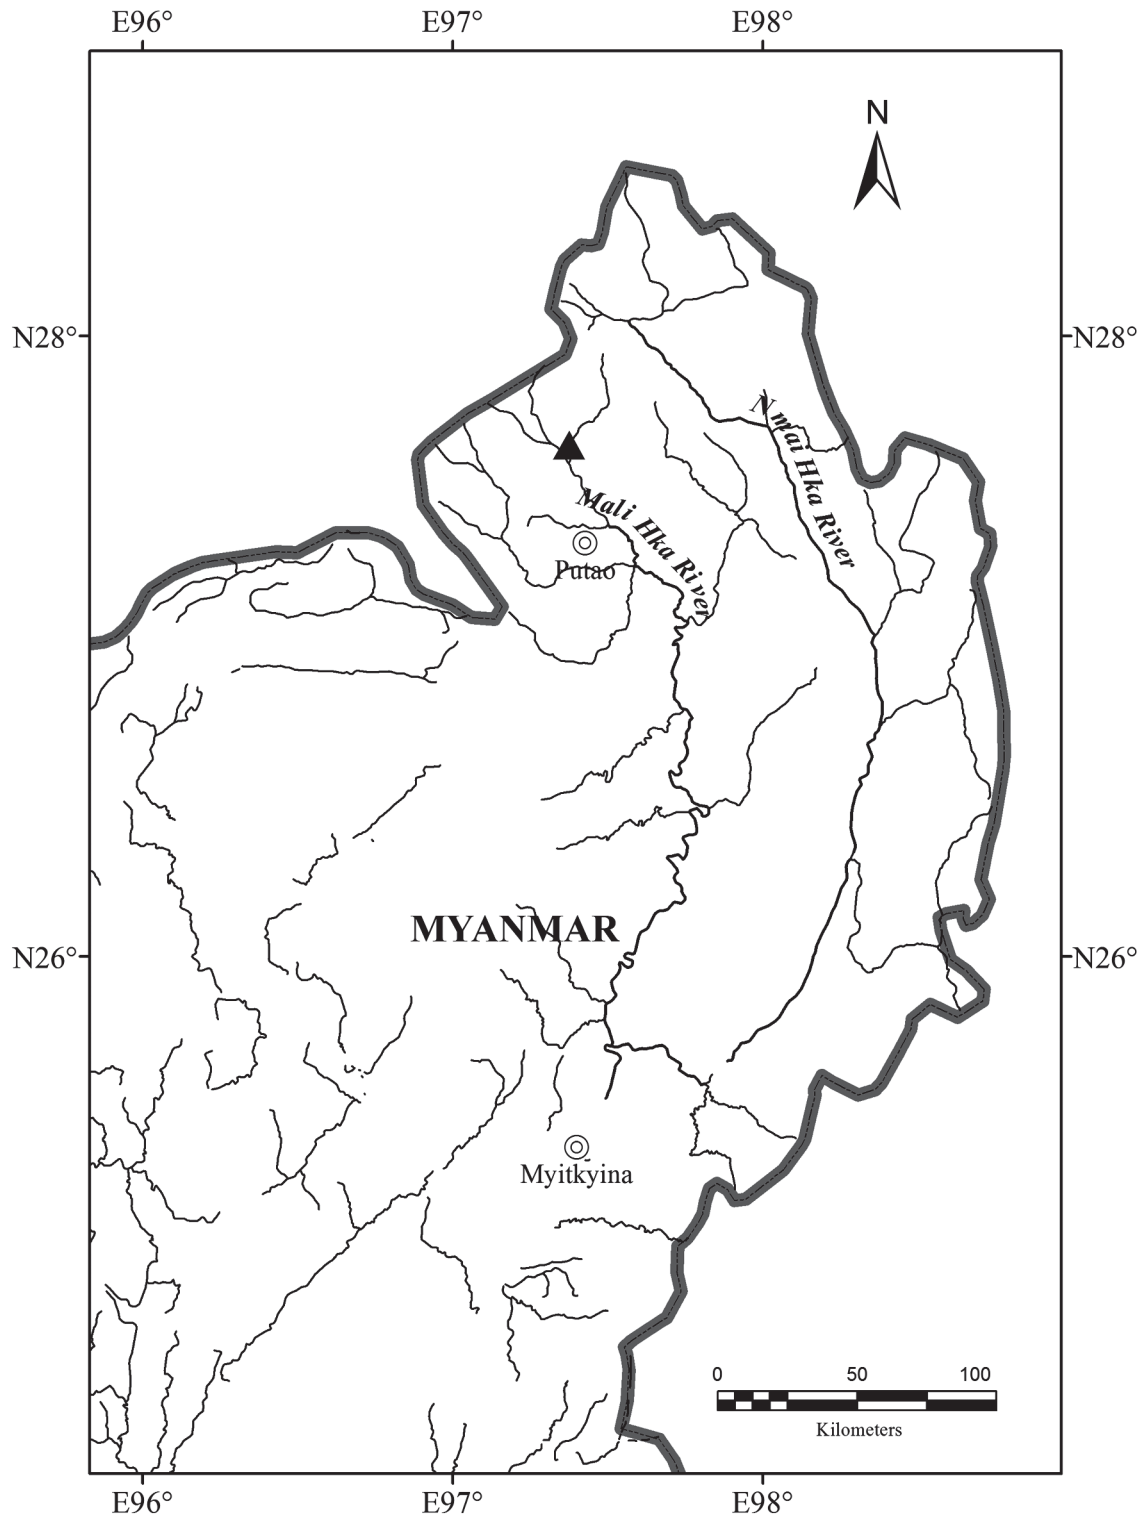 E96° E97° E98°
N
N28° N28°
N mai Hka River
Mali Hka River
Putao
MYANMAR
N26° N26°
Myitkyina
0 50 100
Kilometers
E96° E97° E98°